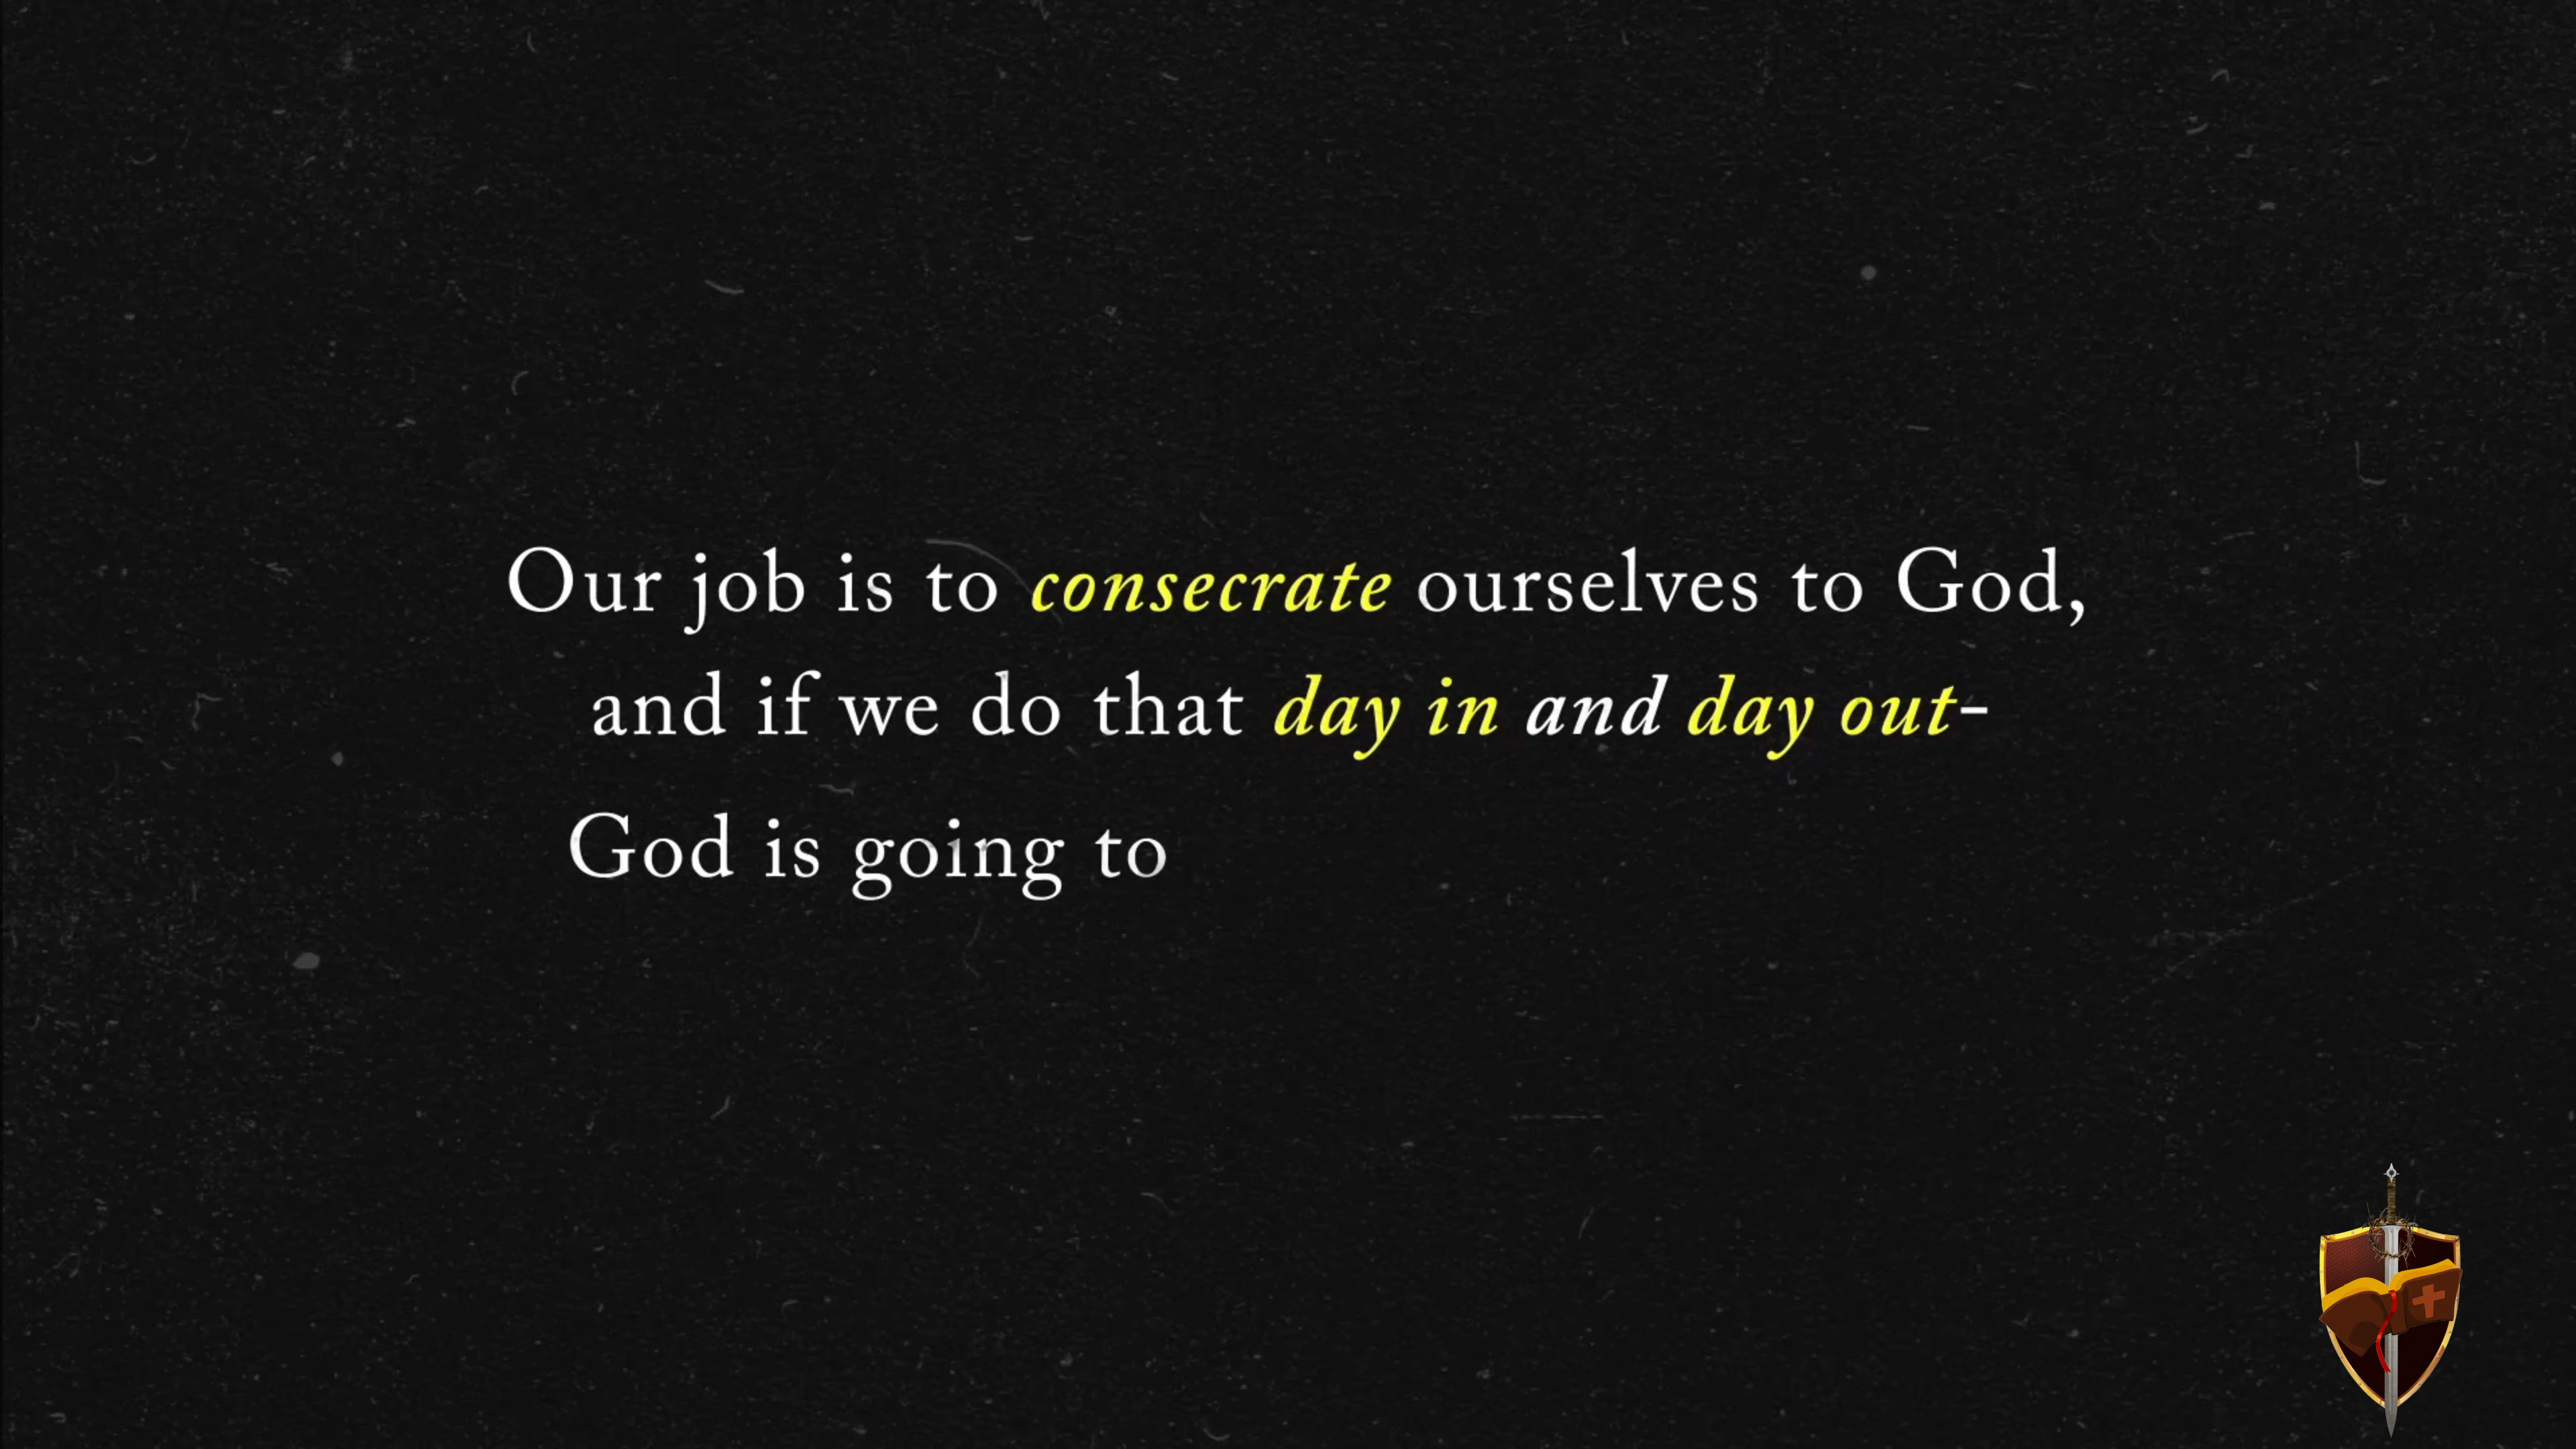 Our job is to consecrate ourselves to God,
and if we do that day in and day out-
God is going to